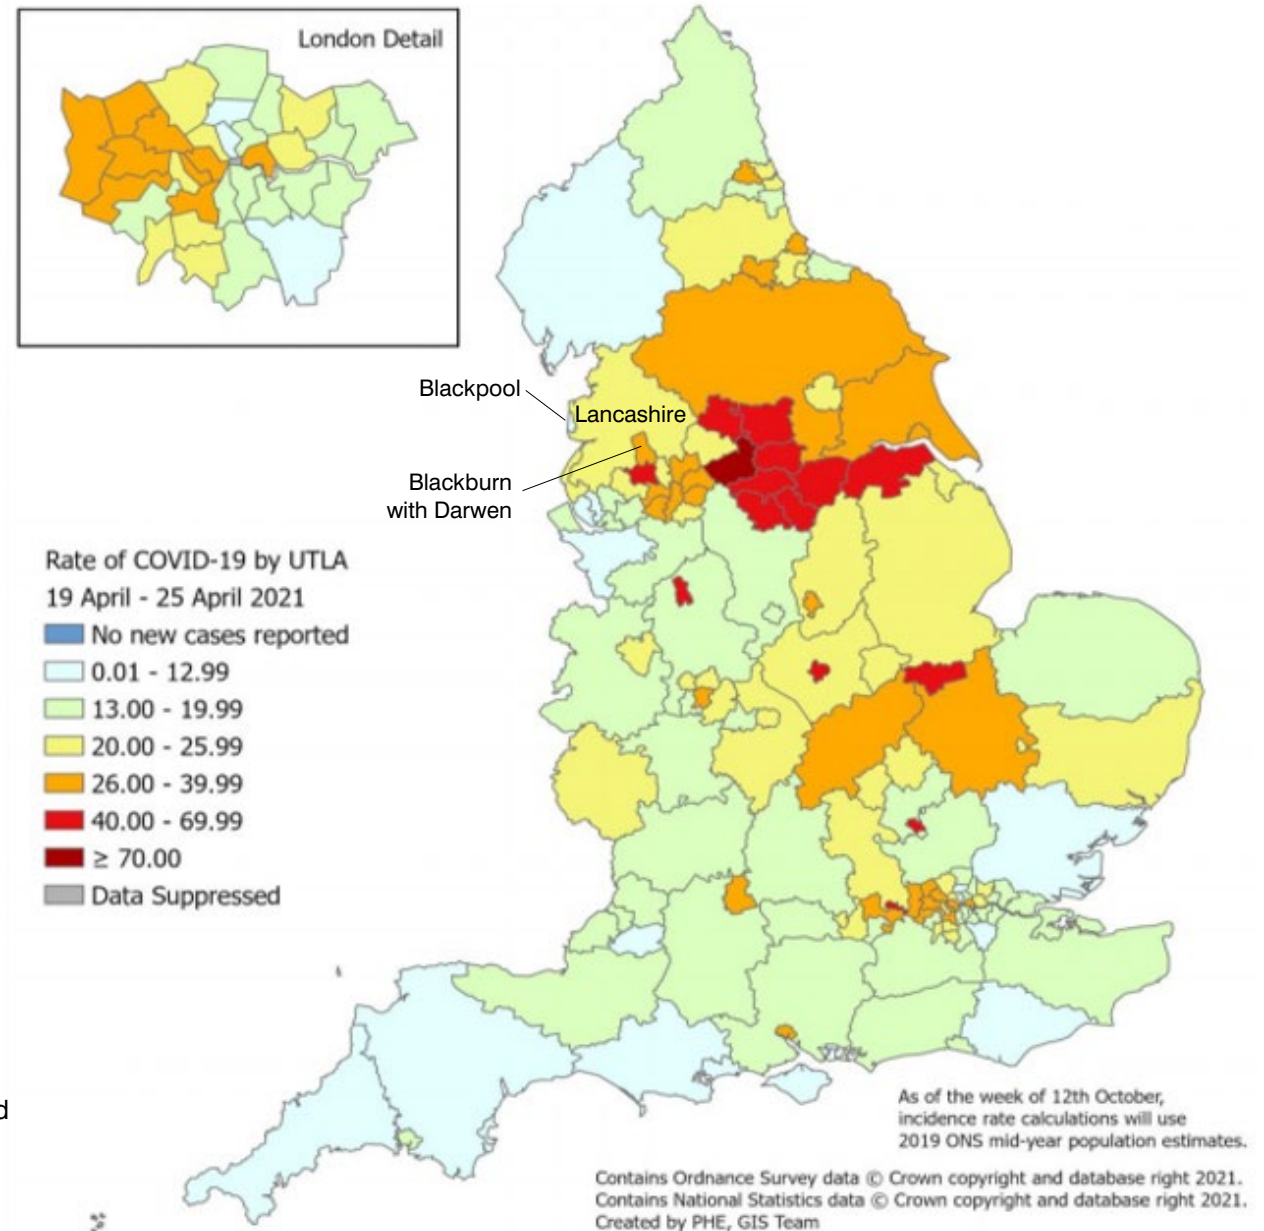 London Detail
Blackpool
Lancashire
Blackburn
with Darwen
Rate of COVID-19 by UTLA
19 April - 25 April 2021
No new cases reported
0.01 - 12.99
13.00 - 19.99
20.00 - 25.99
26.00 - 39.99
40.00 - 69.99
≥ 70.00
Data Suppressed
d
As of the week of 12th October,
incidence rate calculations will use
2019 ONS mid-year population estimates.
Contains Ordnance Survey data © Crown copyright and database right 2021.
Contains National Statistics data © Crown copyright and database right 2021.
Created by PHE, GIS Team